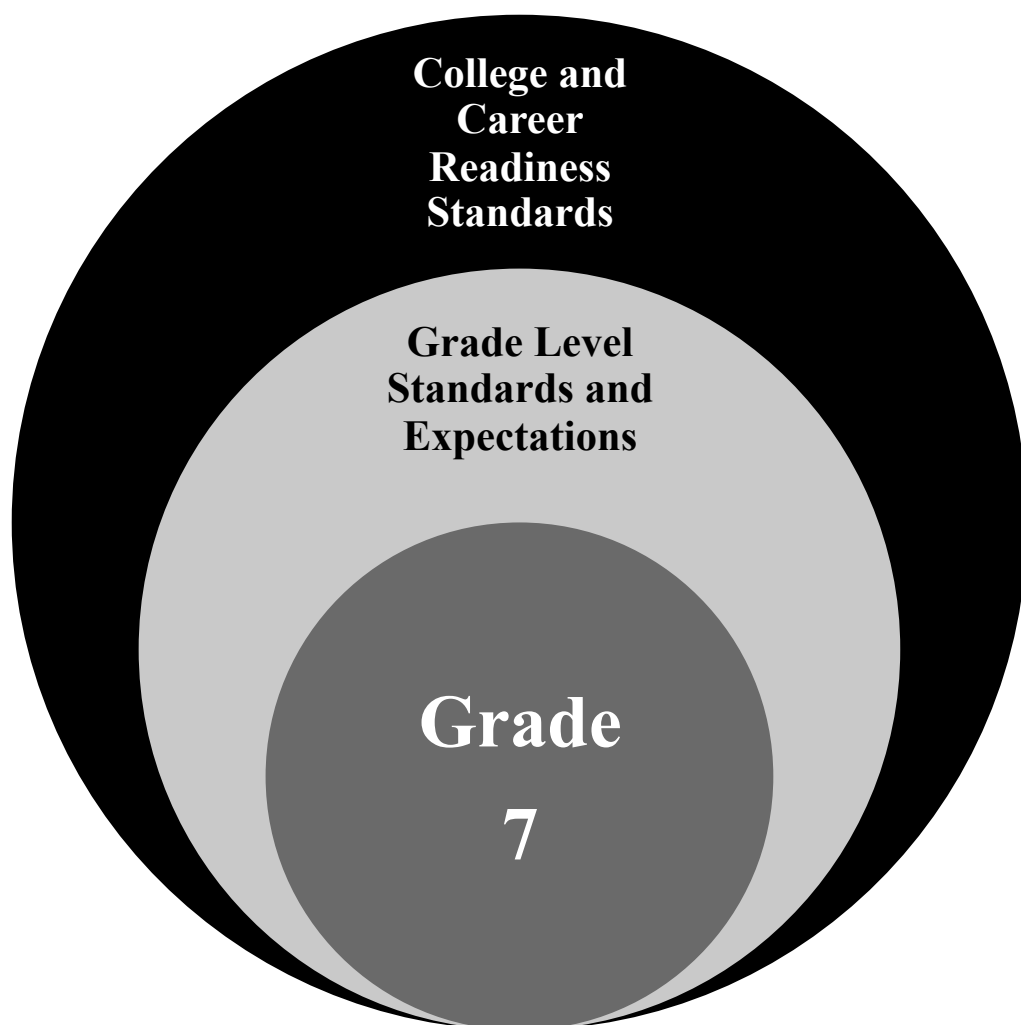 College and
Career
Readiness
Standards
Grade Level
Standards and
Expectations
Grade
7